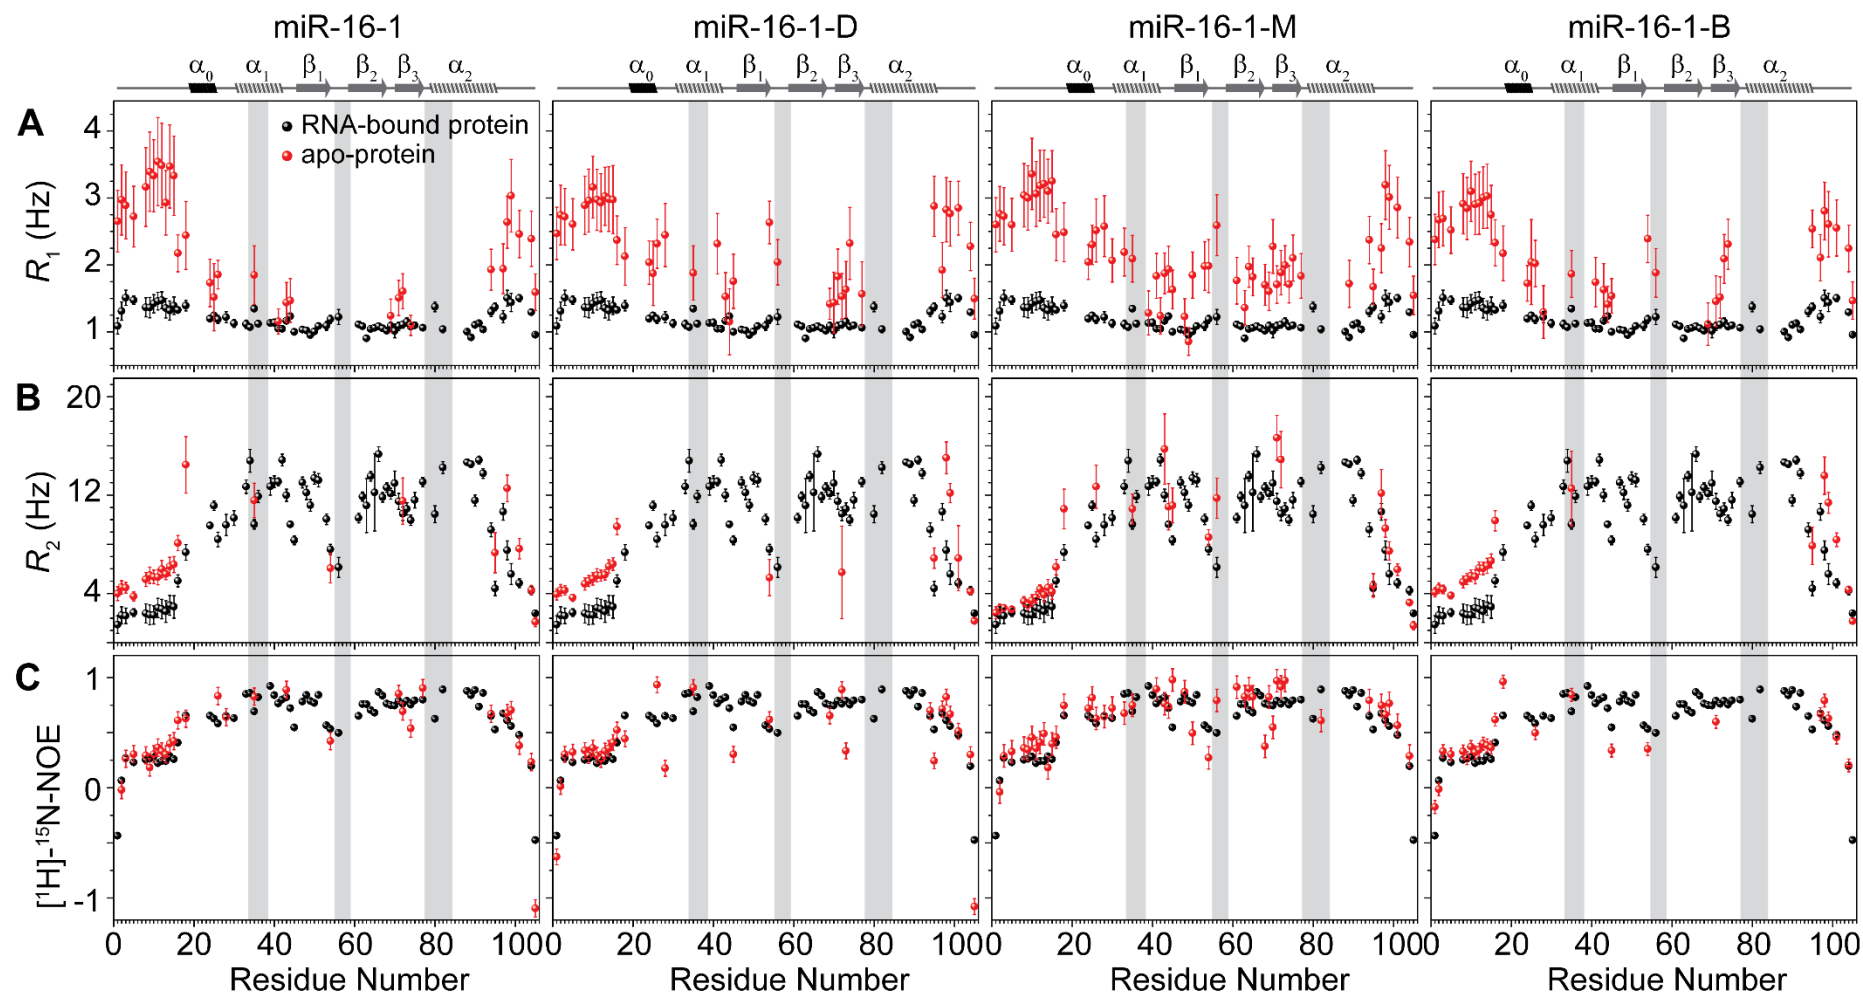 miR-16-1 miR-16-1-D miR-16-1-M miR-16-1-B
α0 α1 β1 β2 β3 α2 α0 α1 β1 β2 β3 α2 α0 α1 β1 β2 β3 α2 α0 α1 β1 β2 β3 α2
A
R1 (Hz)
4
3
2
1
RNA-bound protein
apo-protein
B
R2 (Hz)
20
12
4
C
[1H]-15N-NOE
1
0
-1
0 20 40 60 80 100 0 20 40 60 80 100 0 20 40 60 80 100 0 20 40 60 80 100
Residue Number Residue Number Residue Number Residue Number